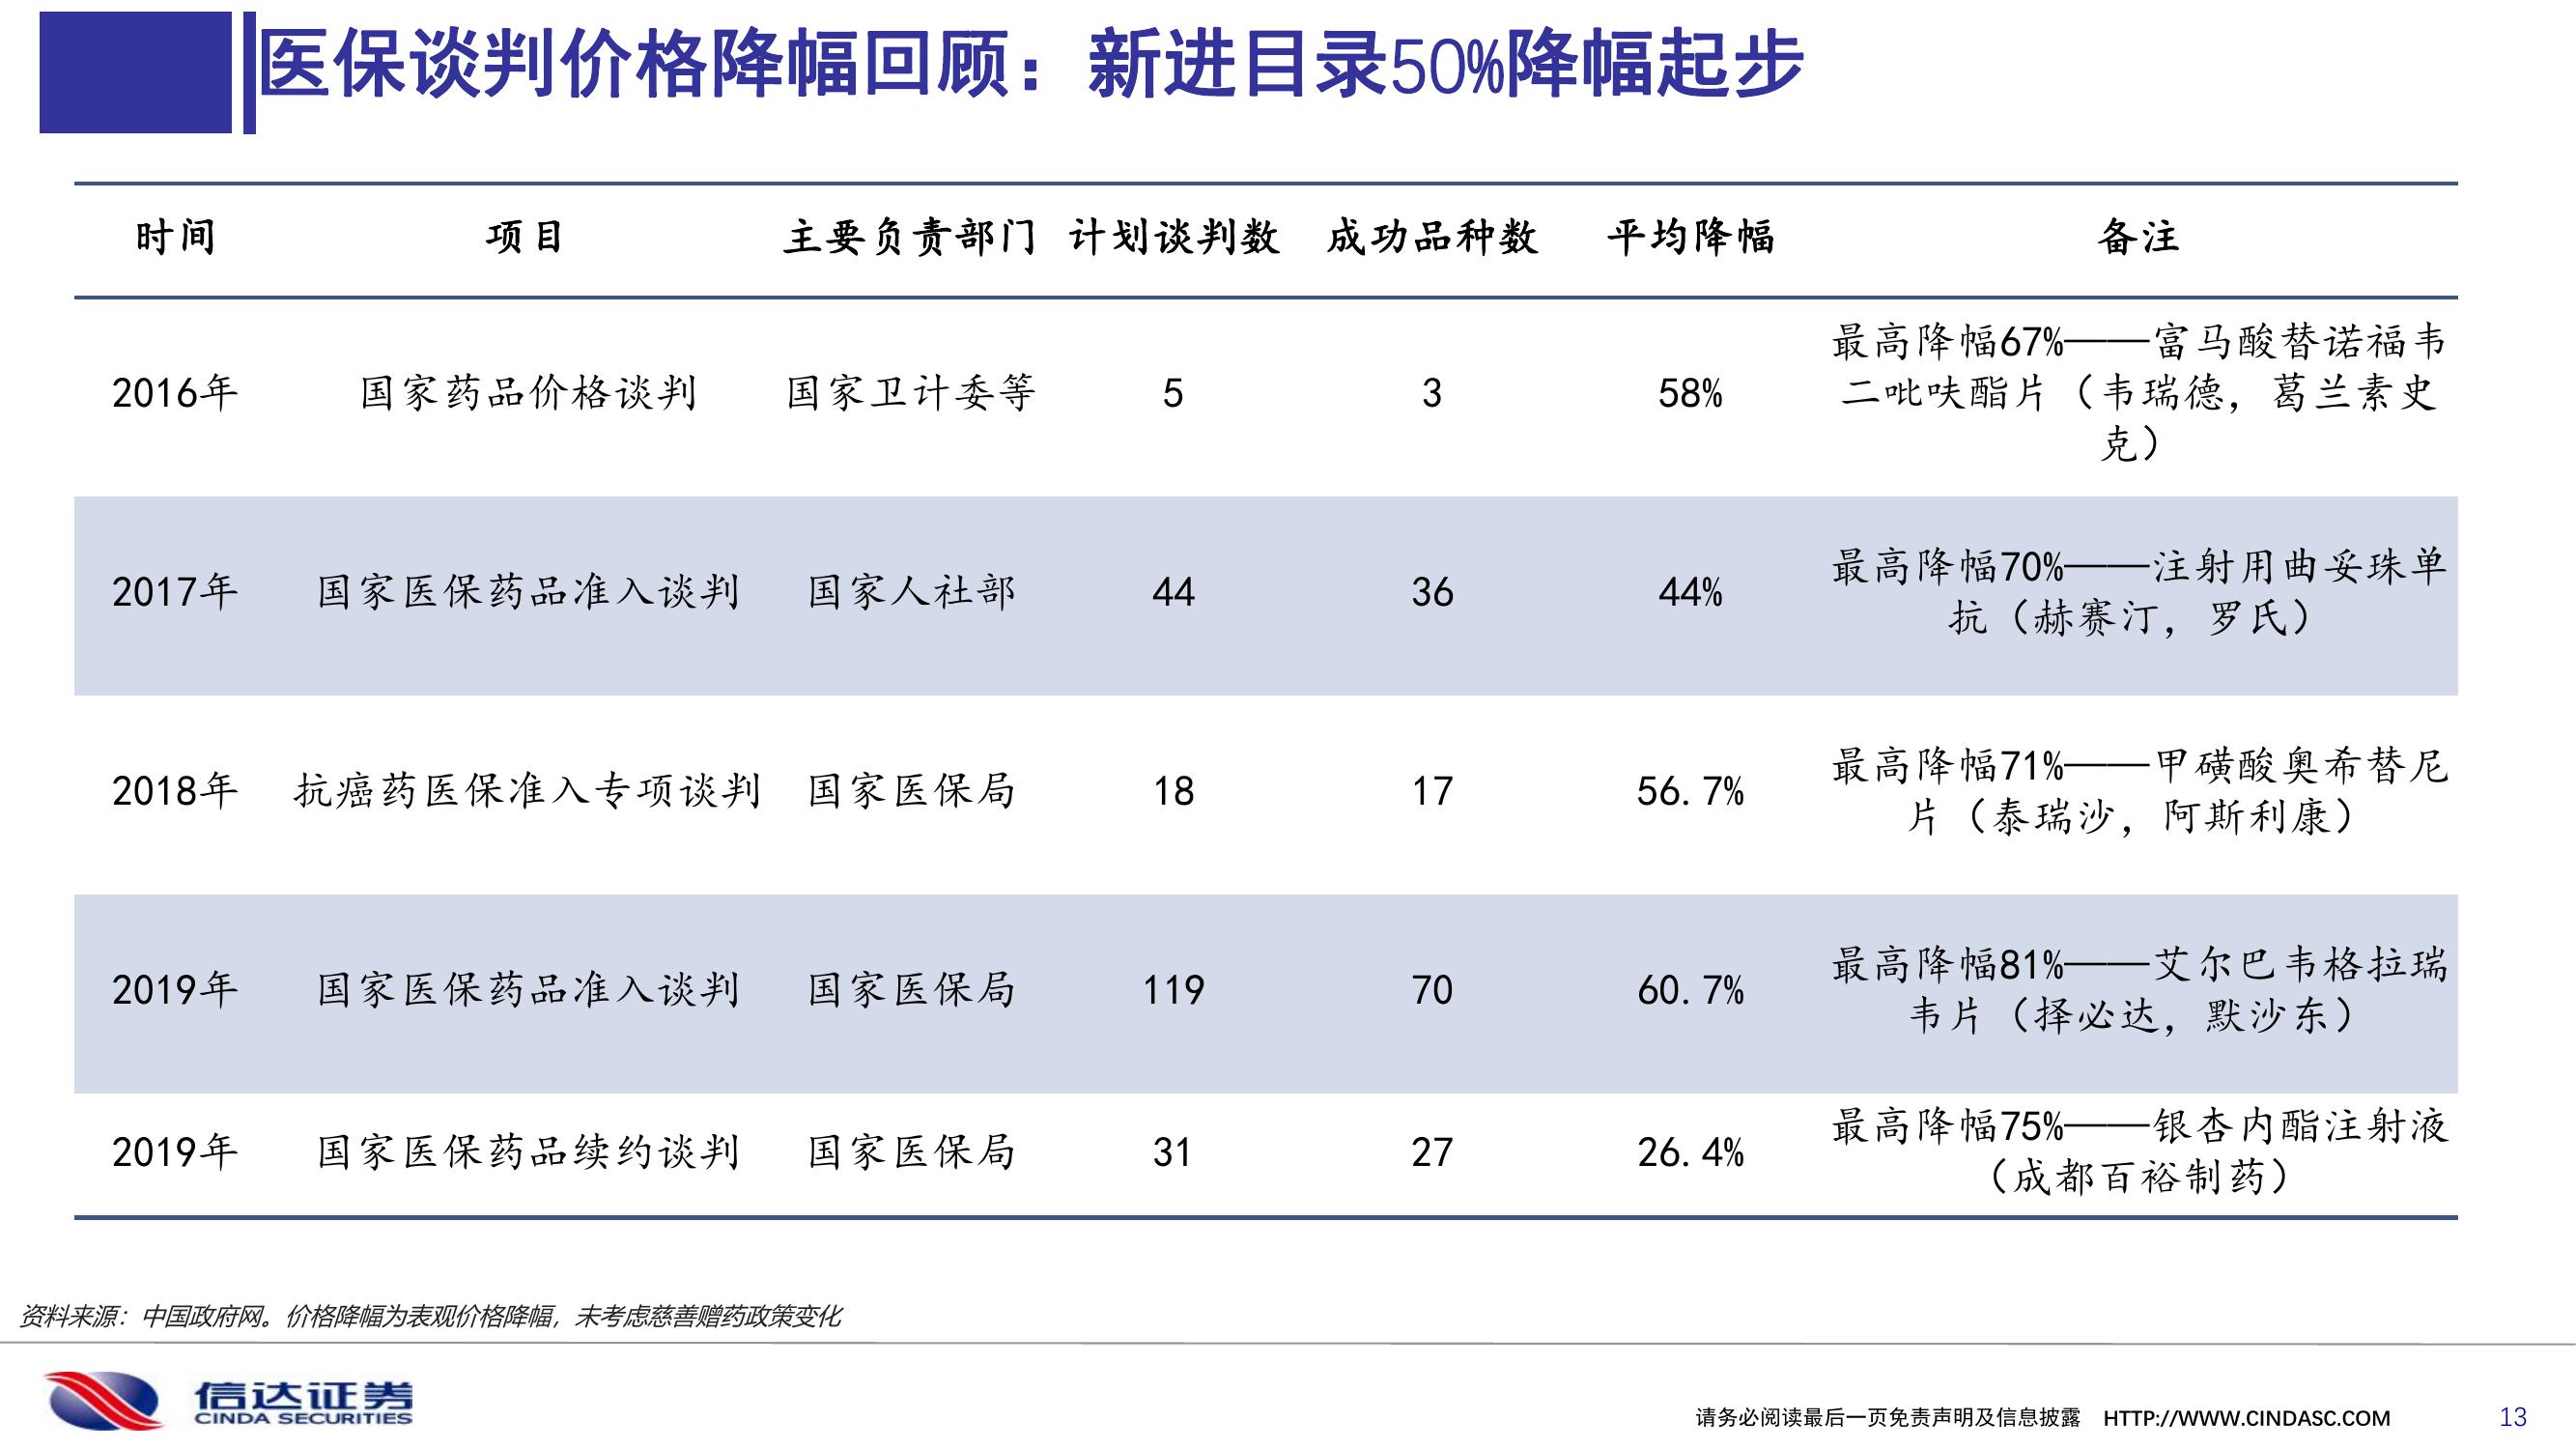 医保谈判价格降幅回顾：新进目录50%降幅起步
时间 项目 主要负责部门 计划谈判数 成功品种数 平均降幅 备注
2016年 国家药品价格谈判 国家卫计委等 5 3 58% 最高降幅67%——富马酸替诺福韦
二吡呋酯片（韦瑞德，葛兰素史
克）
2017年 国家医保药品准入谈判 国家人社部 44 36 44% 最高降幅70%——注射用曲妥珠单
抗（赫赛汀，罗氏）
2018年 抗癌药医保准入专项谈判 国家医保局 18 17 56.7% 最高降幅71%——甲磺酸奥希替尼
片（泰瑞沙，阿斯利康）
2019年 国家医保药品准入谈判 国家医保局 119 70 60.7% 最高降幅81%——艾尔巴韦格拉瑞
韦片（择必达，默沙东）
2019年 国家医保药品续约谈判 国家医保局 31 27 26.4% 最高降幅75%——银杏内酯注射液
（成都百裕制药）
资料来源：中国政府网。价格降幅为表观价格降幅，未考虑慈善赠药政策变化
信达证券
CINDA SECURITIES
请务必阅读最后一页免责声明及信息披露 HTTP://WWW.CINDASC.COM 13